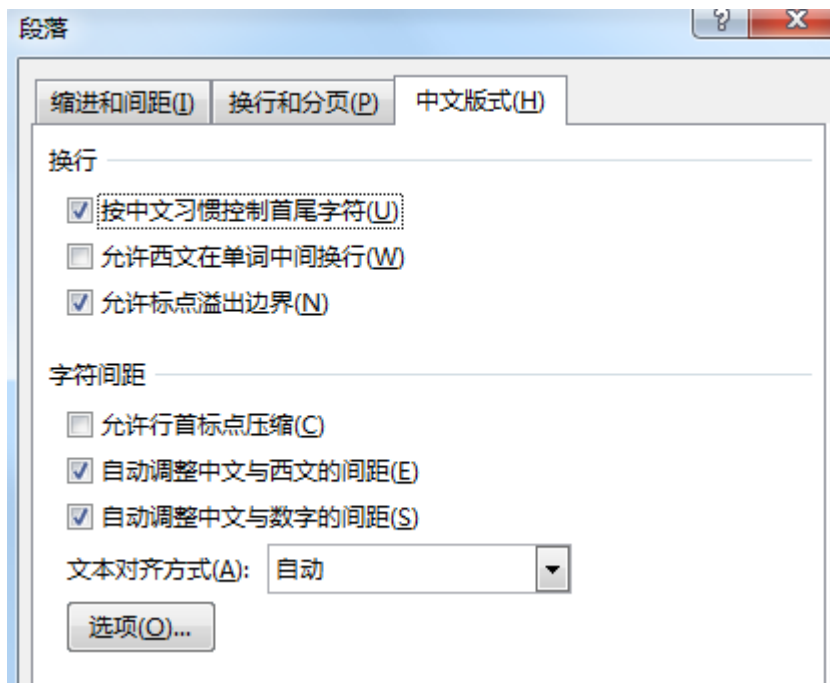 段落
缩进和间距(I) 换行和分页(P) 中文版式(H)
换行
按中文习惯控制首尾字符(U)
允许西文在单词中间换行(W)
允许标点溢出边界(N)
字符间距
允许行首标点压缩(C)
自动调整中文与西文的间距(E)
自动调整中文与数字的间距(S)
文本对齐方式(A): 自动
选项(O)...